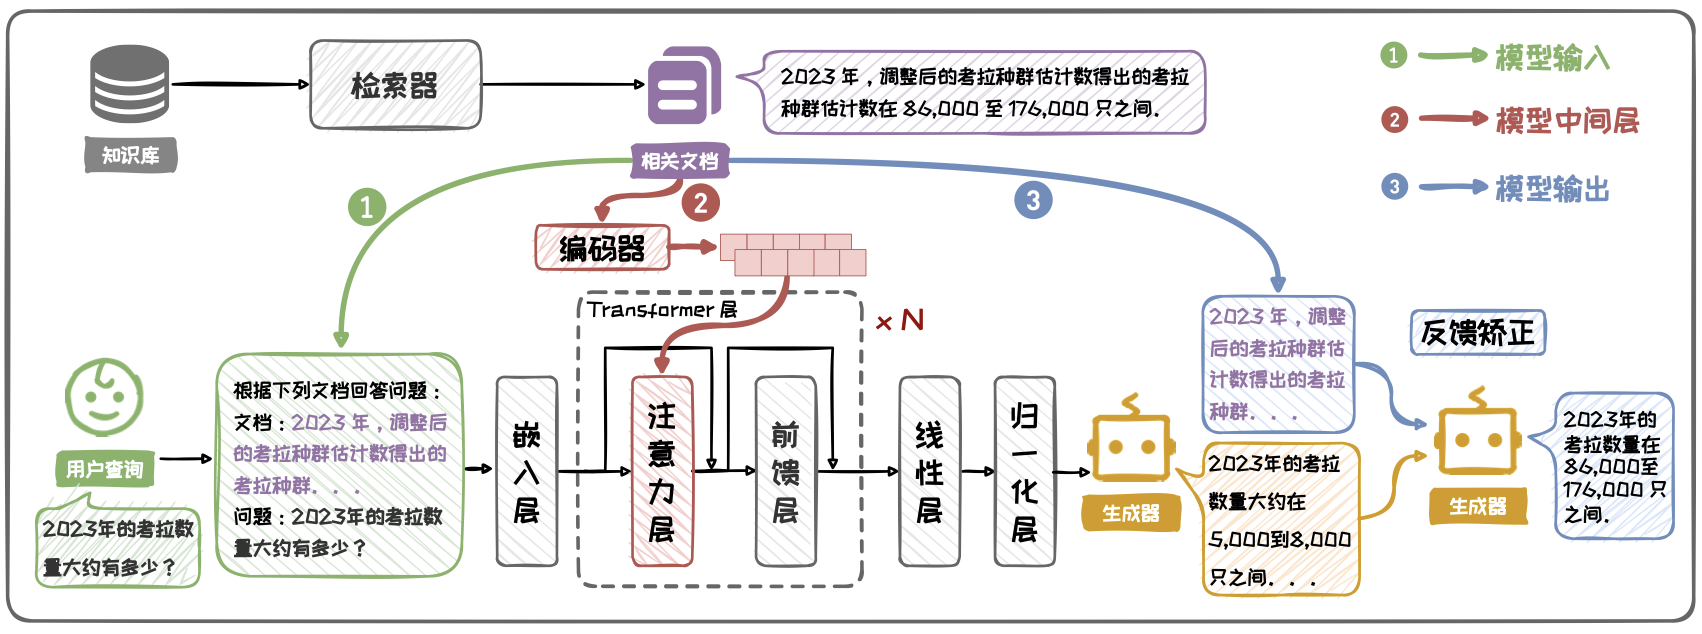 检索器
知识库
相关文档
2023 年，调整后的考拉种群估计数得出的考拉
种群估计数在 86,000 至 176,000 只之间.
1 模型输入
2 模型中间层
3 模型输出
1
2
3
编码器
Transformer 层
× N
用户查询
2023年的考拉数
量大约有多少？
根据下列文档回答问题：
文档：2023 年，调整后
的考拉种群估计数得出的
考拉种群. . .
问题：2023年的考拉数
量大约有多少？
嵌入层
注意力层
前馈层
线性层
归一化层
生成器
2023 年，调整
后的考拉种群估
计数得出的考拉
种群. . .
2023年的考拉
数量大约在
5,000到8,000
只之间. . .
反馈矫正
生成器
2023年的
考拉数量在
86,000至
176,000 只
之间.